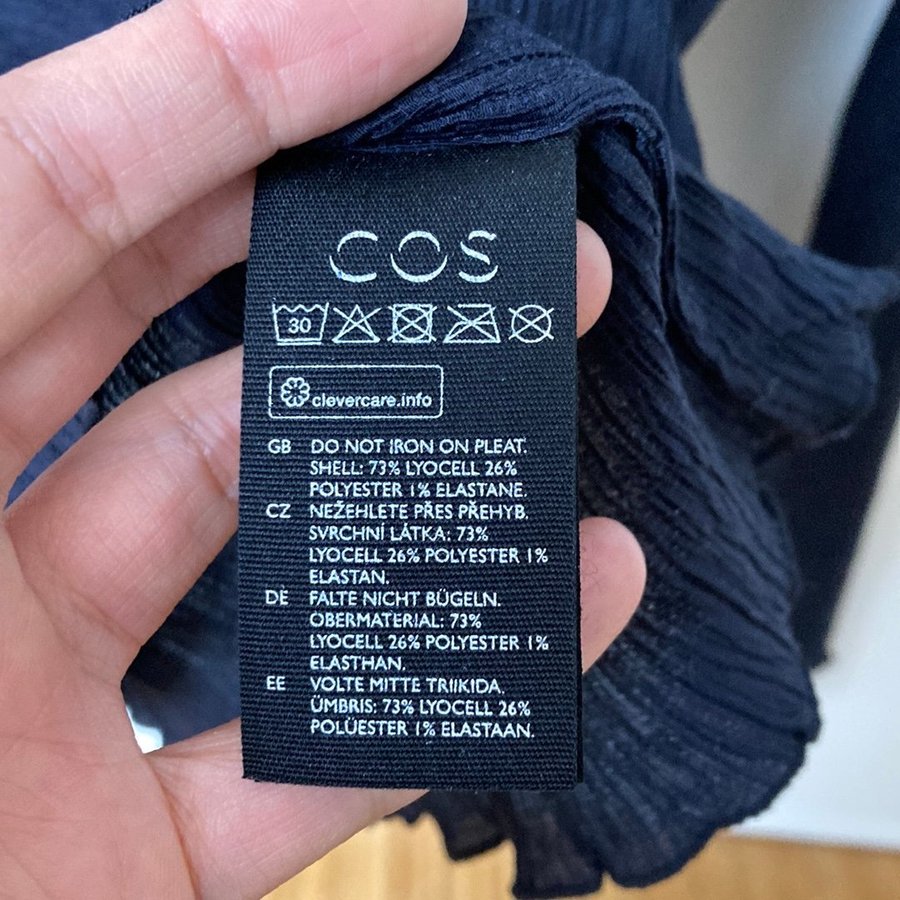 COS
30
clevercare.info
GB DO NOT IRON ON PLEAT.
SHELL: 73% LYOCELL 26%
POLYESTER 1% ELASTANE.
CZ NEŽEHLETE PŘES PŘEHYB.
SVRCHNÍ LÁTKA: 73%
LYOCELL 26% POLYESTER 1%
ELASTAN.
DE FALTE NICHT BÜGELN.
OBERMATERIAL: 73%
LYOCELL 26% POLYESTER 1%
ELASTHAN.
EE VOLTE MITTE TRIIKIDA.
ÜMBRIS: 73% LYOCELL 26%
POLÜESTER 1% ELASTAAN.